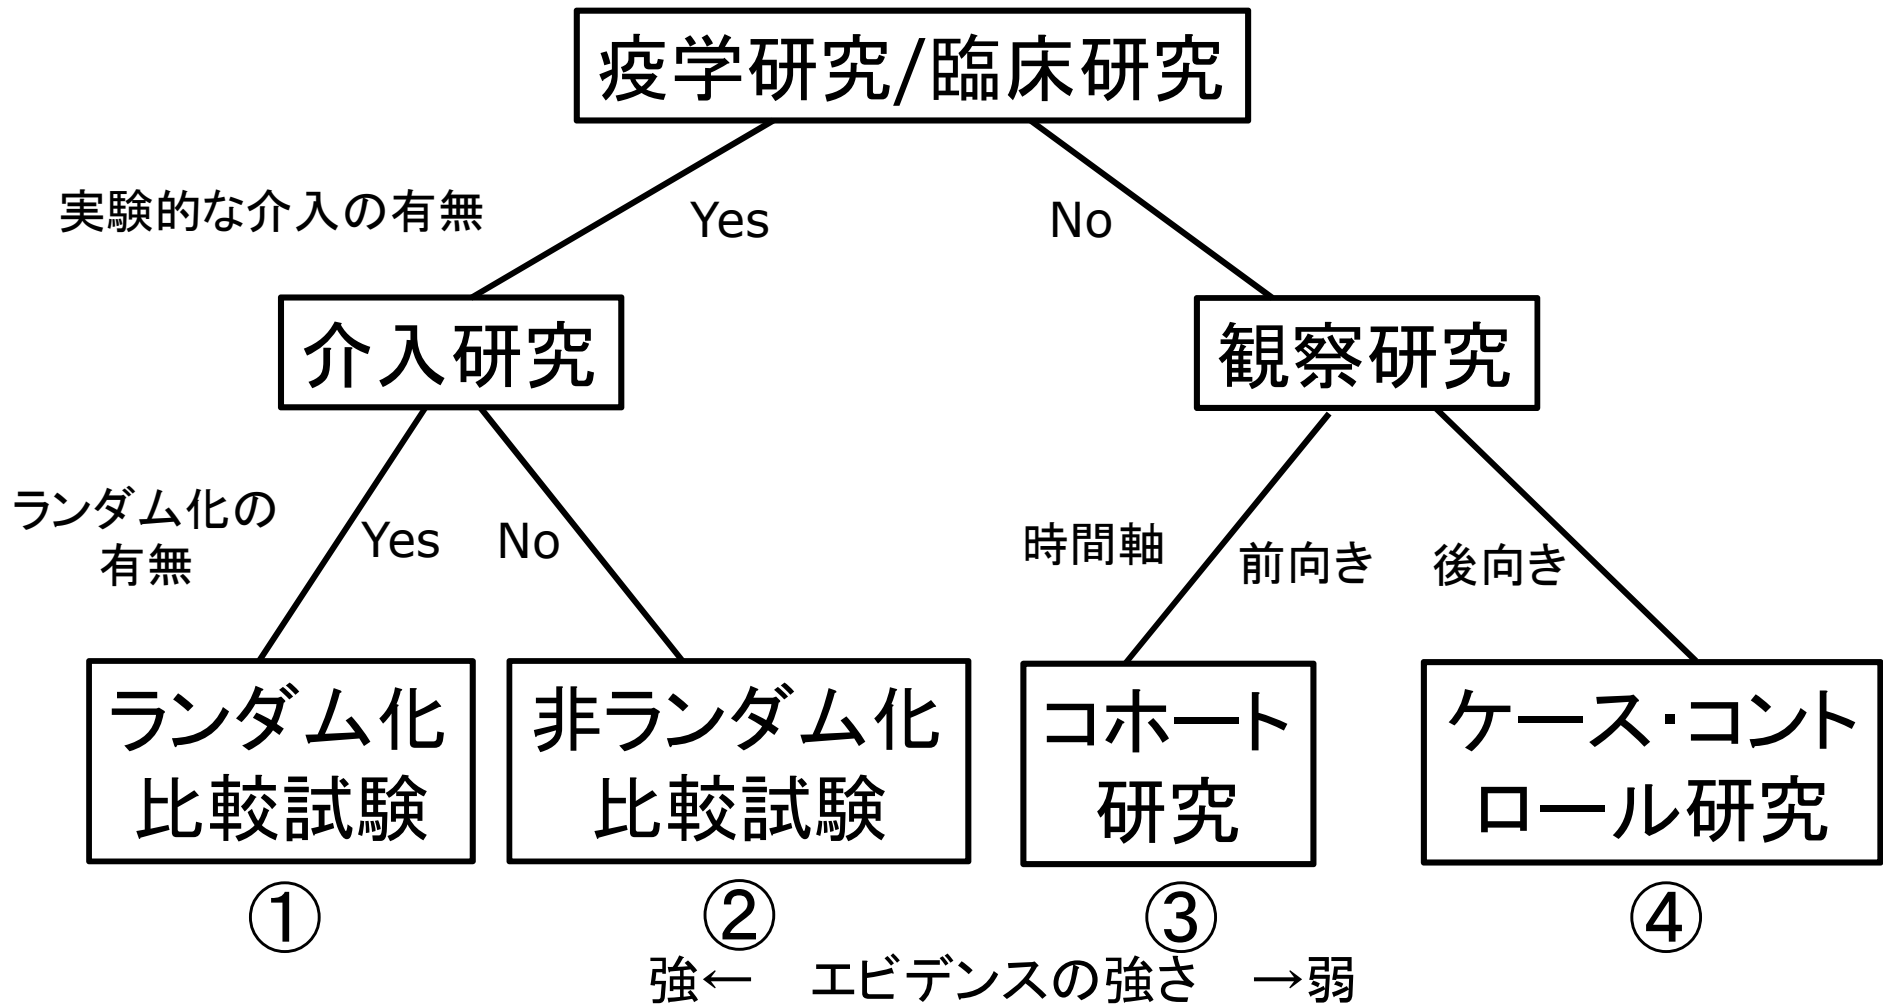 疫学研究/臨床研究
実験的な介入の有無
Yes
No
介入研究
観察研究
ランダム化の
有無
Yes
No
時間軸
前向き
後向き
ランダム化
比較試験
非ランダム化
比較試験
コホート
研究
ケース・コント
ロール研究
①
②
③
④
強← エビデンスの強さ →弱